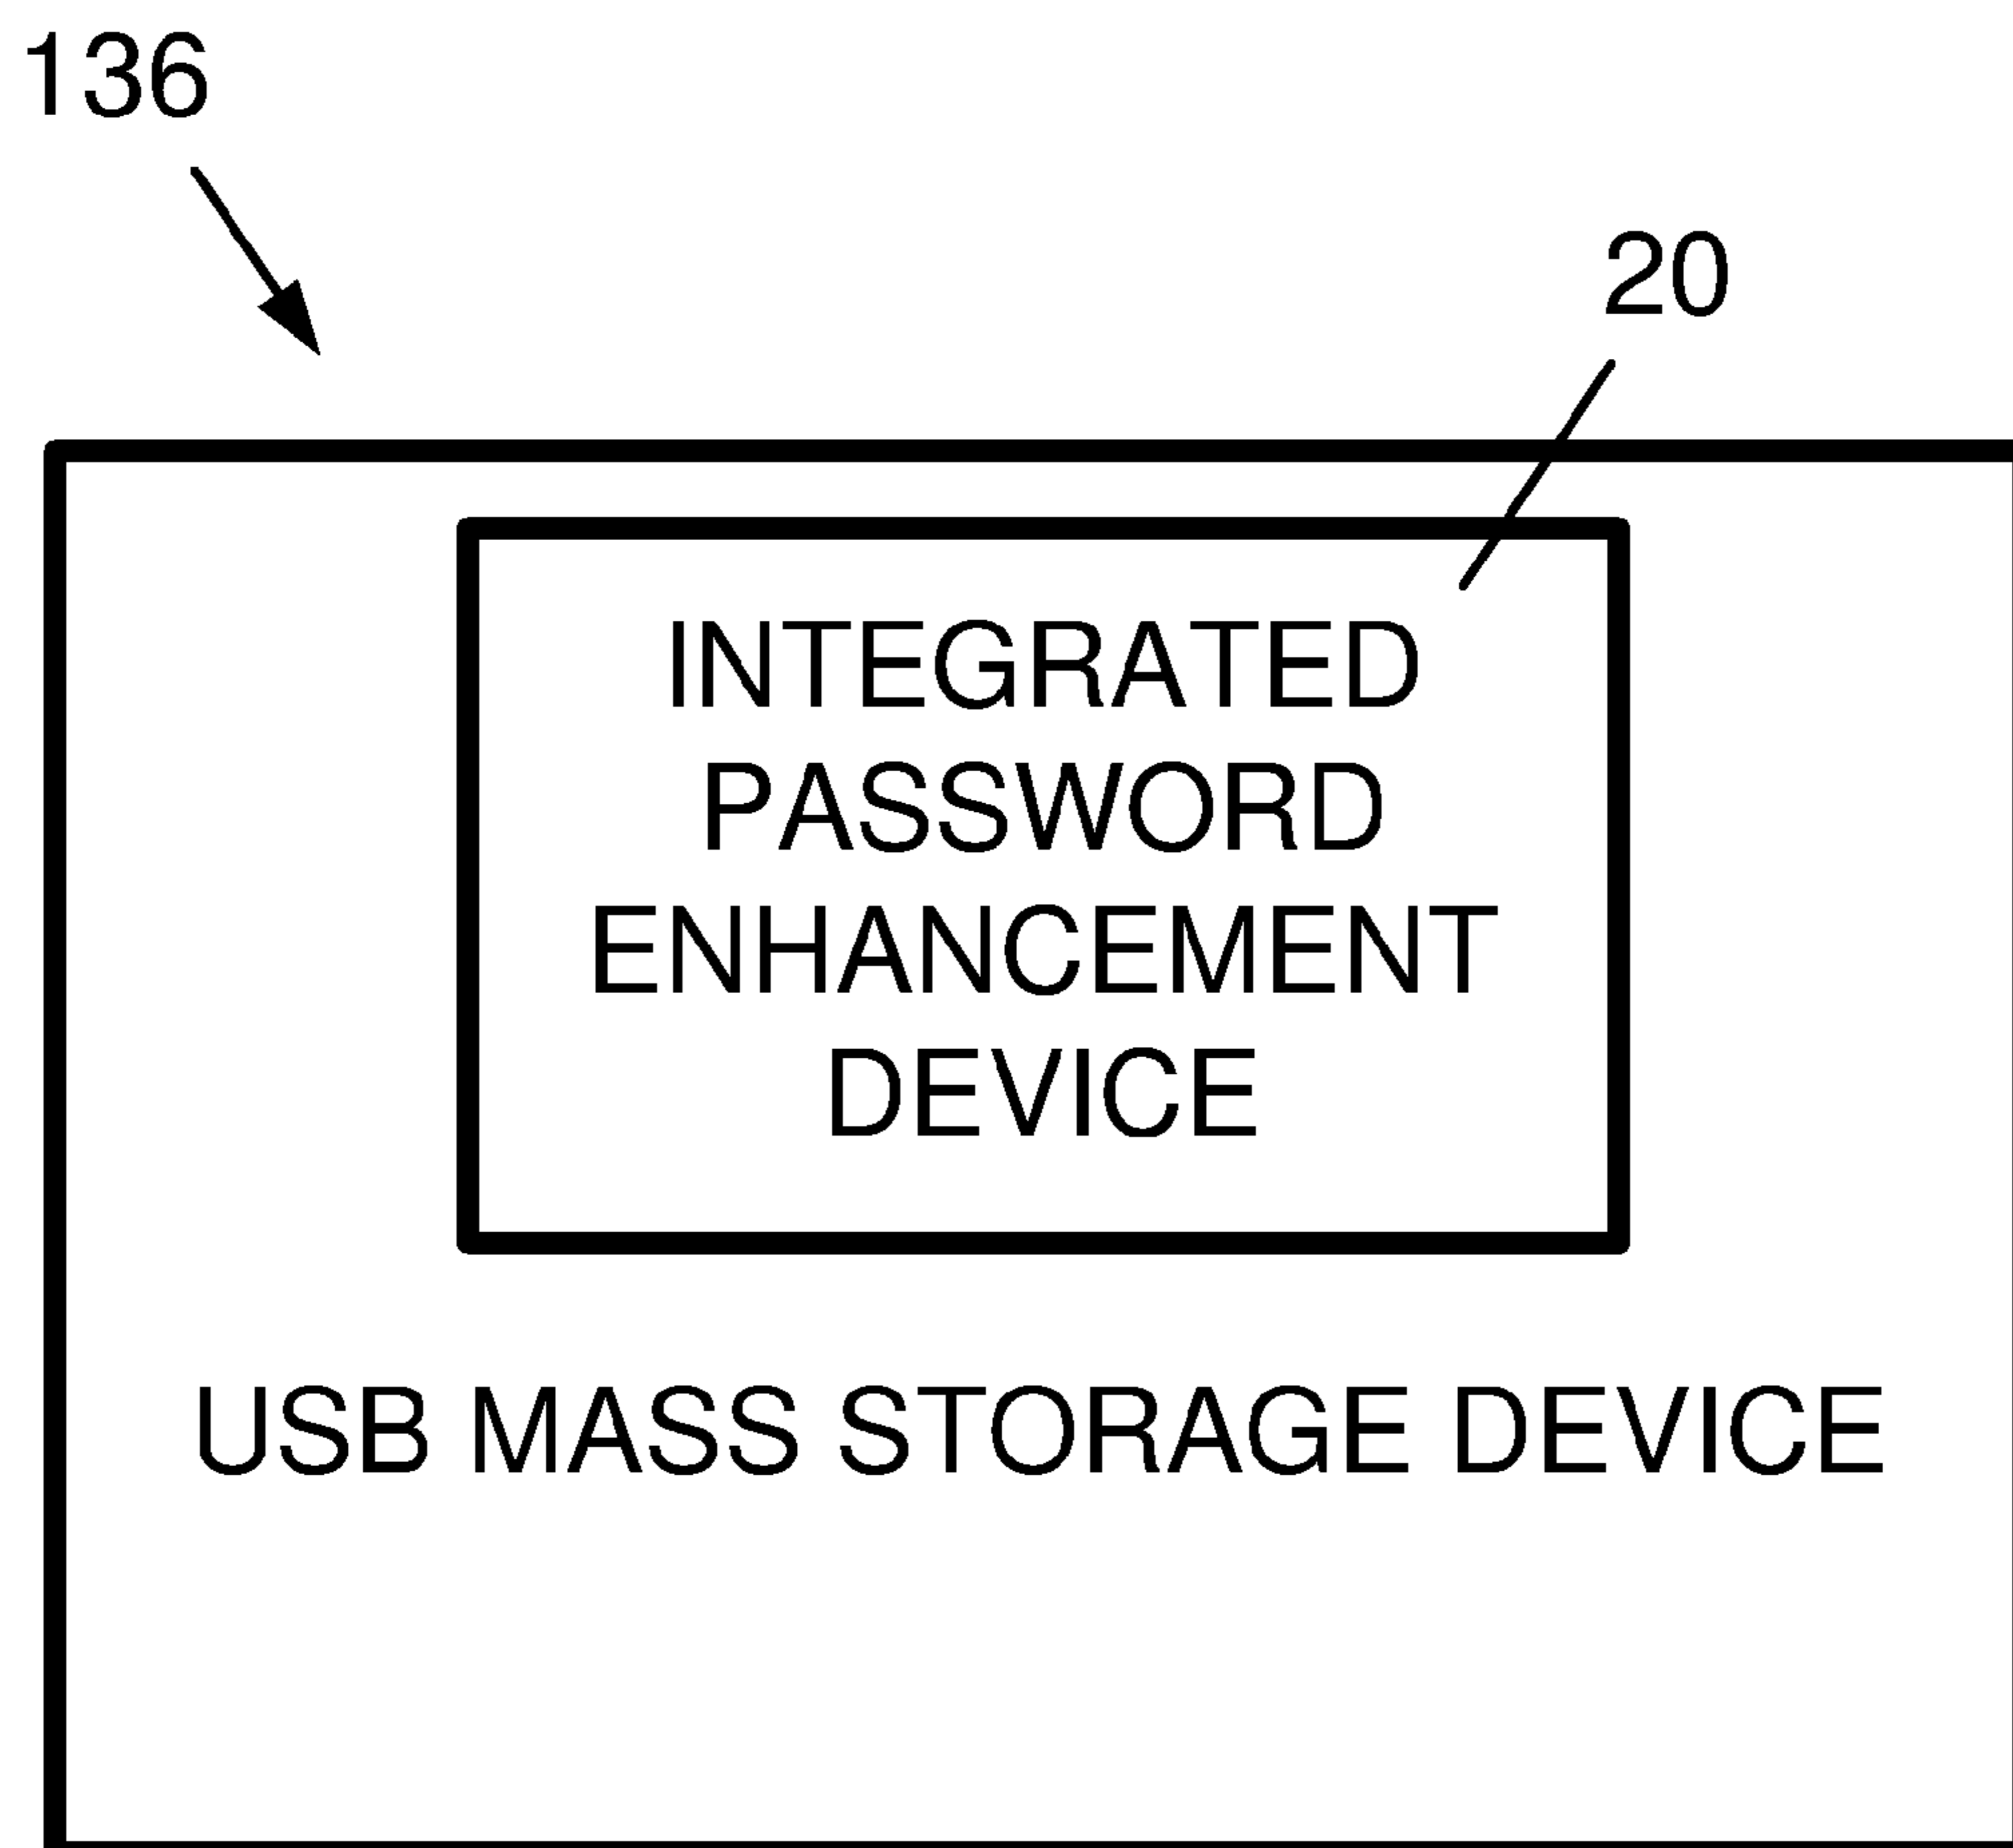 136
20
INTEGRATED
PASSWORD
ENHANCEMENT
DEVICE
USB MASS STORAGE DEVICE